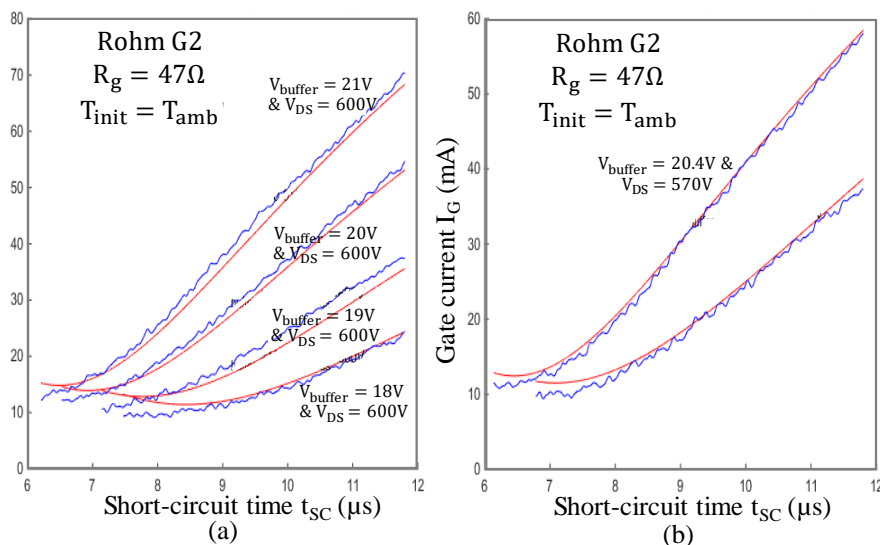 80
70
60
50
40
30
20
10
0
Rohm G2
R_g = 47Ω
T_init = T_amb
V_buffer = 21V
& V_DS = 600V
V_buffer = 20V
& V_DS = 600V
V_buffer = 19V
& V_DS = 600V
V_buffer = 18V
& V_DS = 600V
6 7 8 9 10 11 12
Short-circuit time t_SC (μs)
(a)
Gate current I_G (mA)
60
50
40
30
20
10
0
Rohm G2
R_g = 47Ω
T_init = T_amb
V_buffer = 20.4V &
V_DS = 570V
6 7 8 9 10 11 12
Short-circuit time t_SC (μs)
(b)